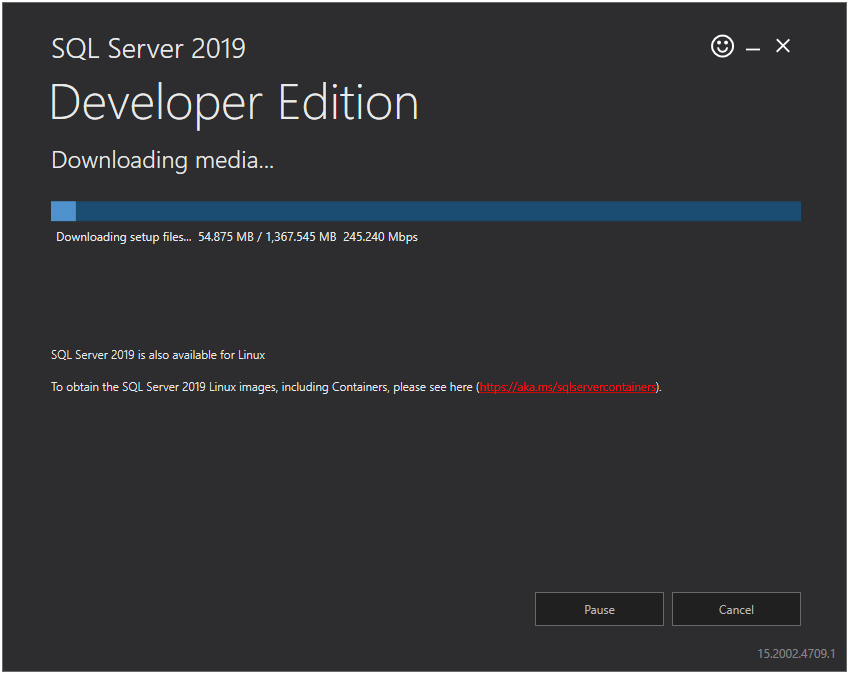 SQL Server 2019
Developer Edition
Downloading media...
Downloading setup files... 54.875 MB / 1,367.545 MB 245.240 Mbps
SQL Server 2019 is also available for Linux
To obtain the SQL Server 2019 Linux images, including Containers, please see here (https://aka.ms/sqlservercontainers).
Pause Cancel
15.2002.4709.1